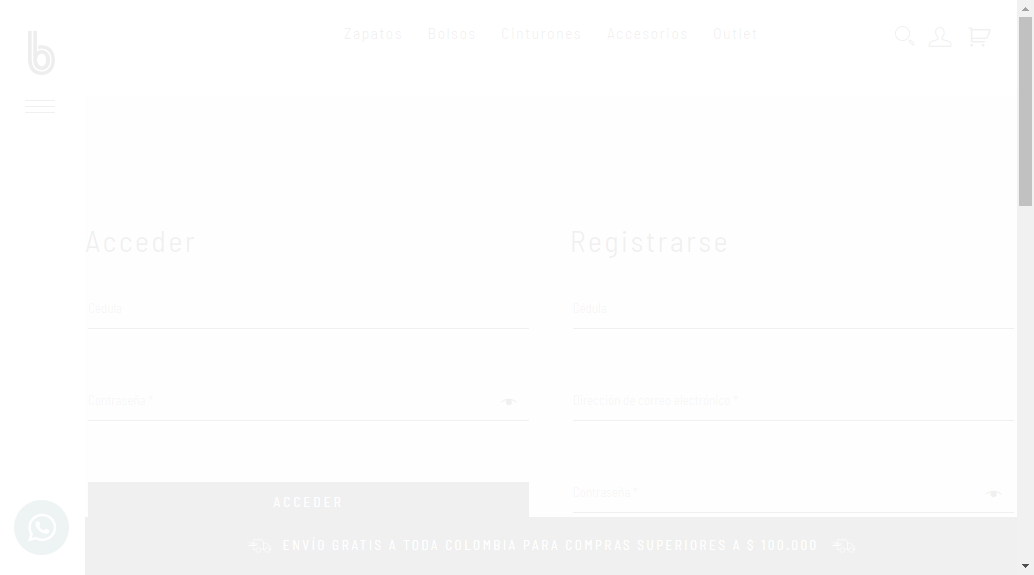 b
Zapatos Bolsos Cinturones Accesorios Outlet
Acceder
Registrarse
Cédula
Cédula
Contraseña *
Dirección de correo electrónico *
ACCEDER
Contraseña *
ENVÍO GRATIS A TODA COLOMBIA PARA COMPRAS SUPERIORES A $ 100.000